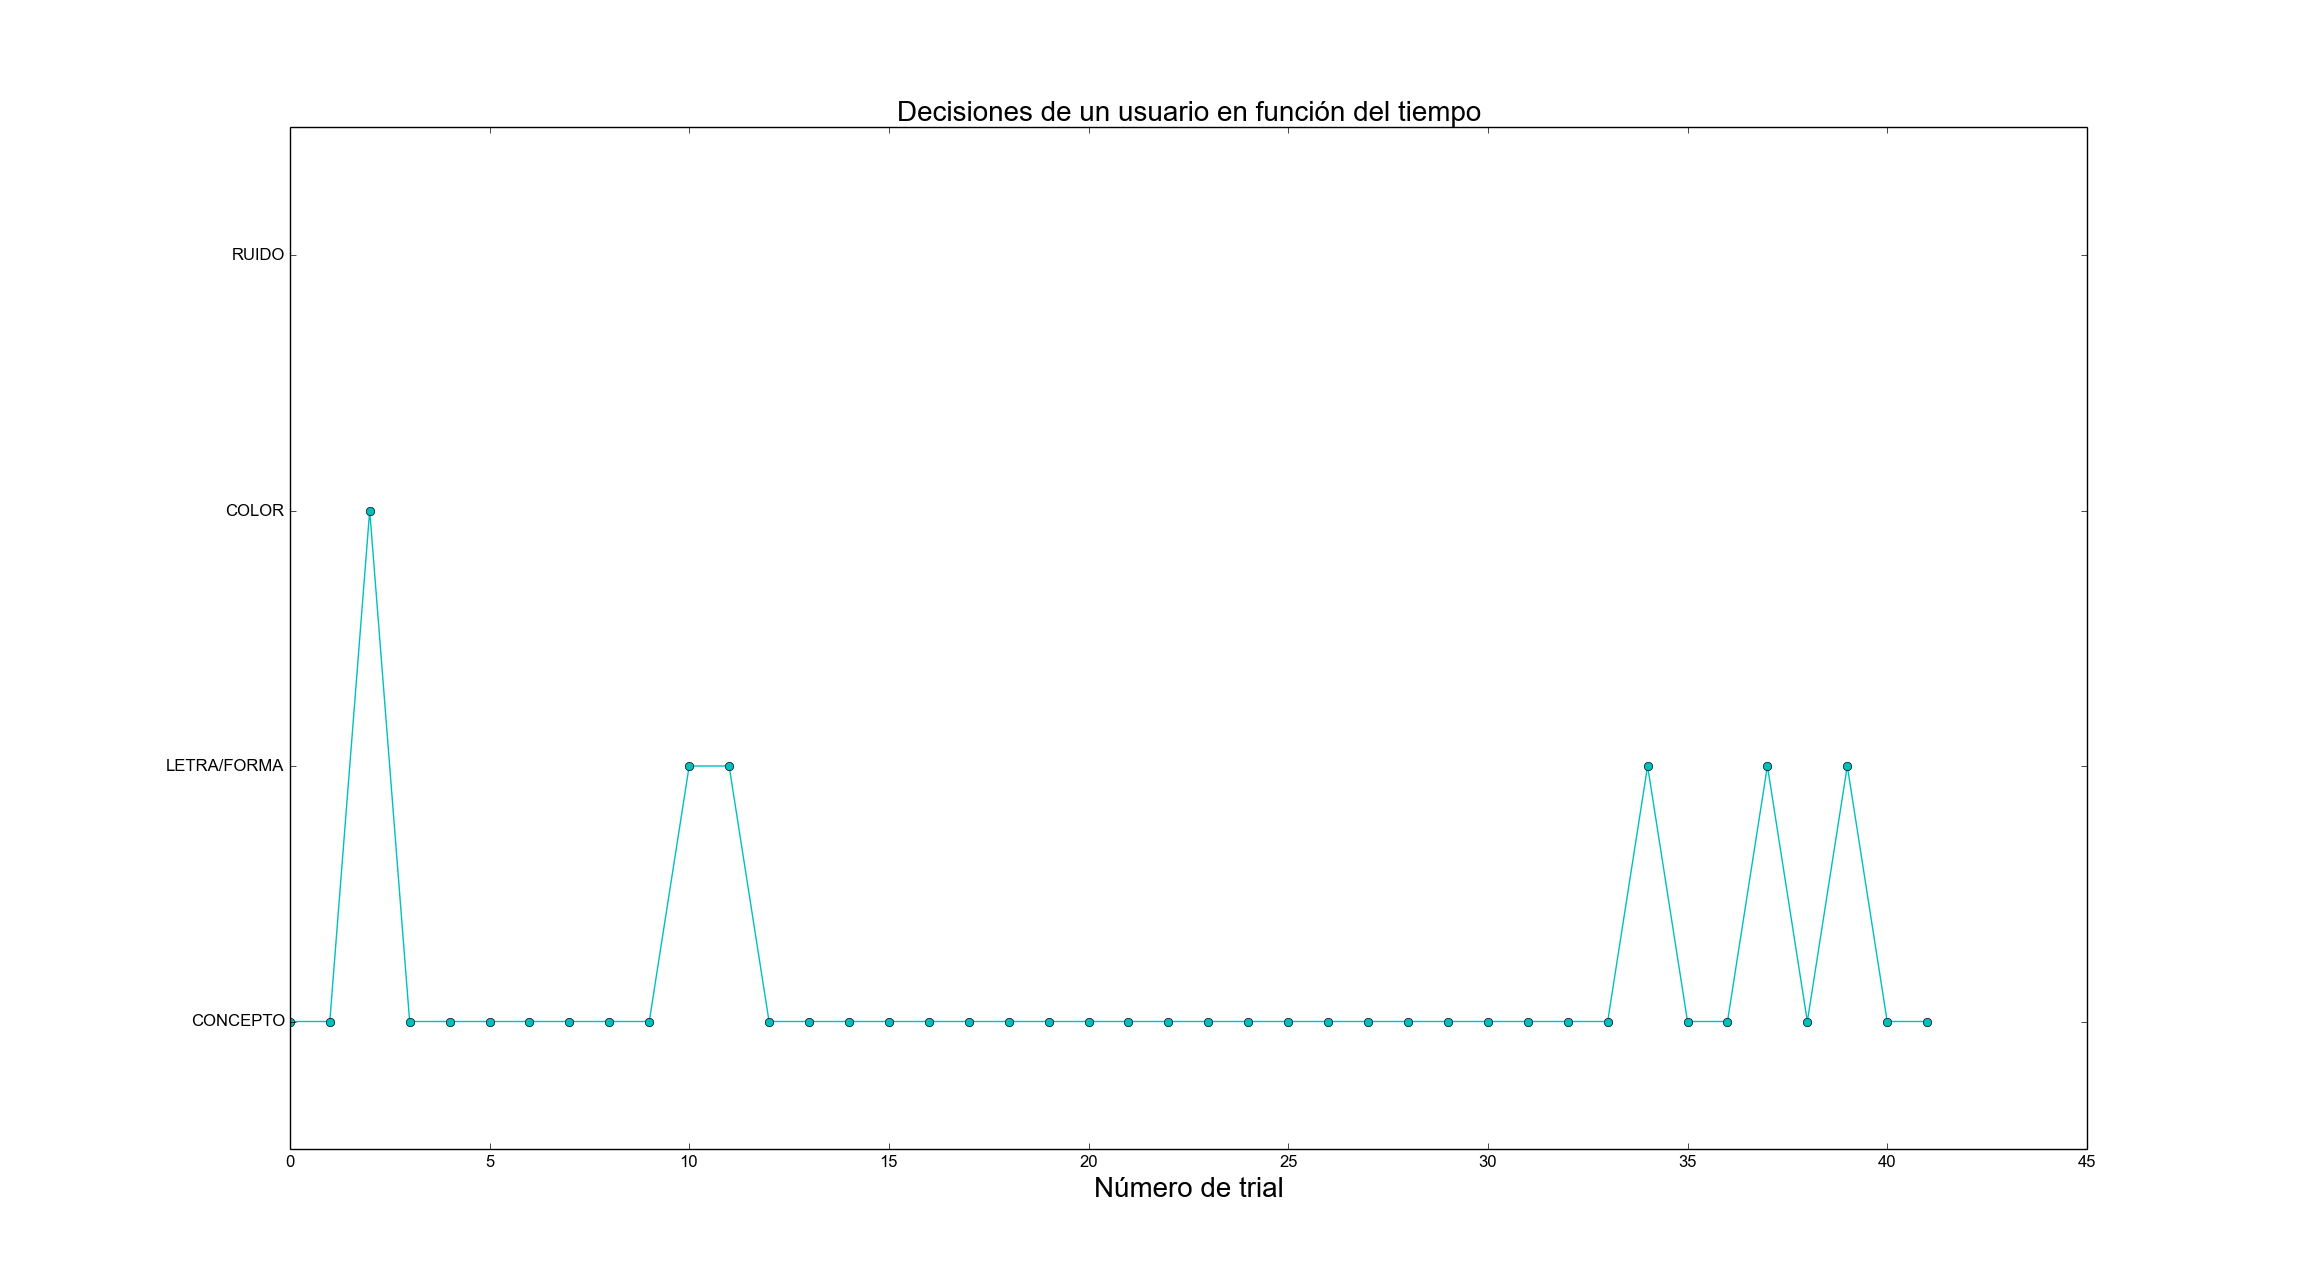 Decisiones de un usuario en función del tiempo
RUIDO
COLOR
LETRA/FORMA
CONCEPTO
0 5 10 15 20 25 30 35 40 45
Número de trial